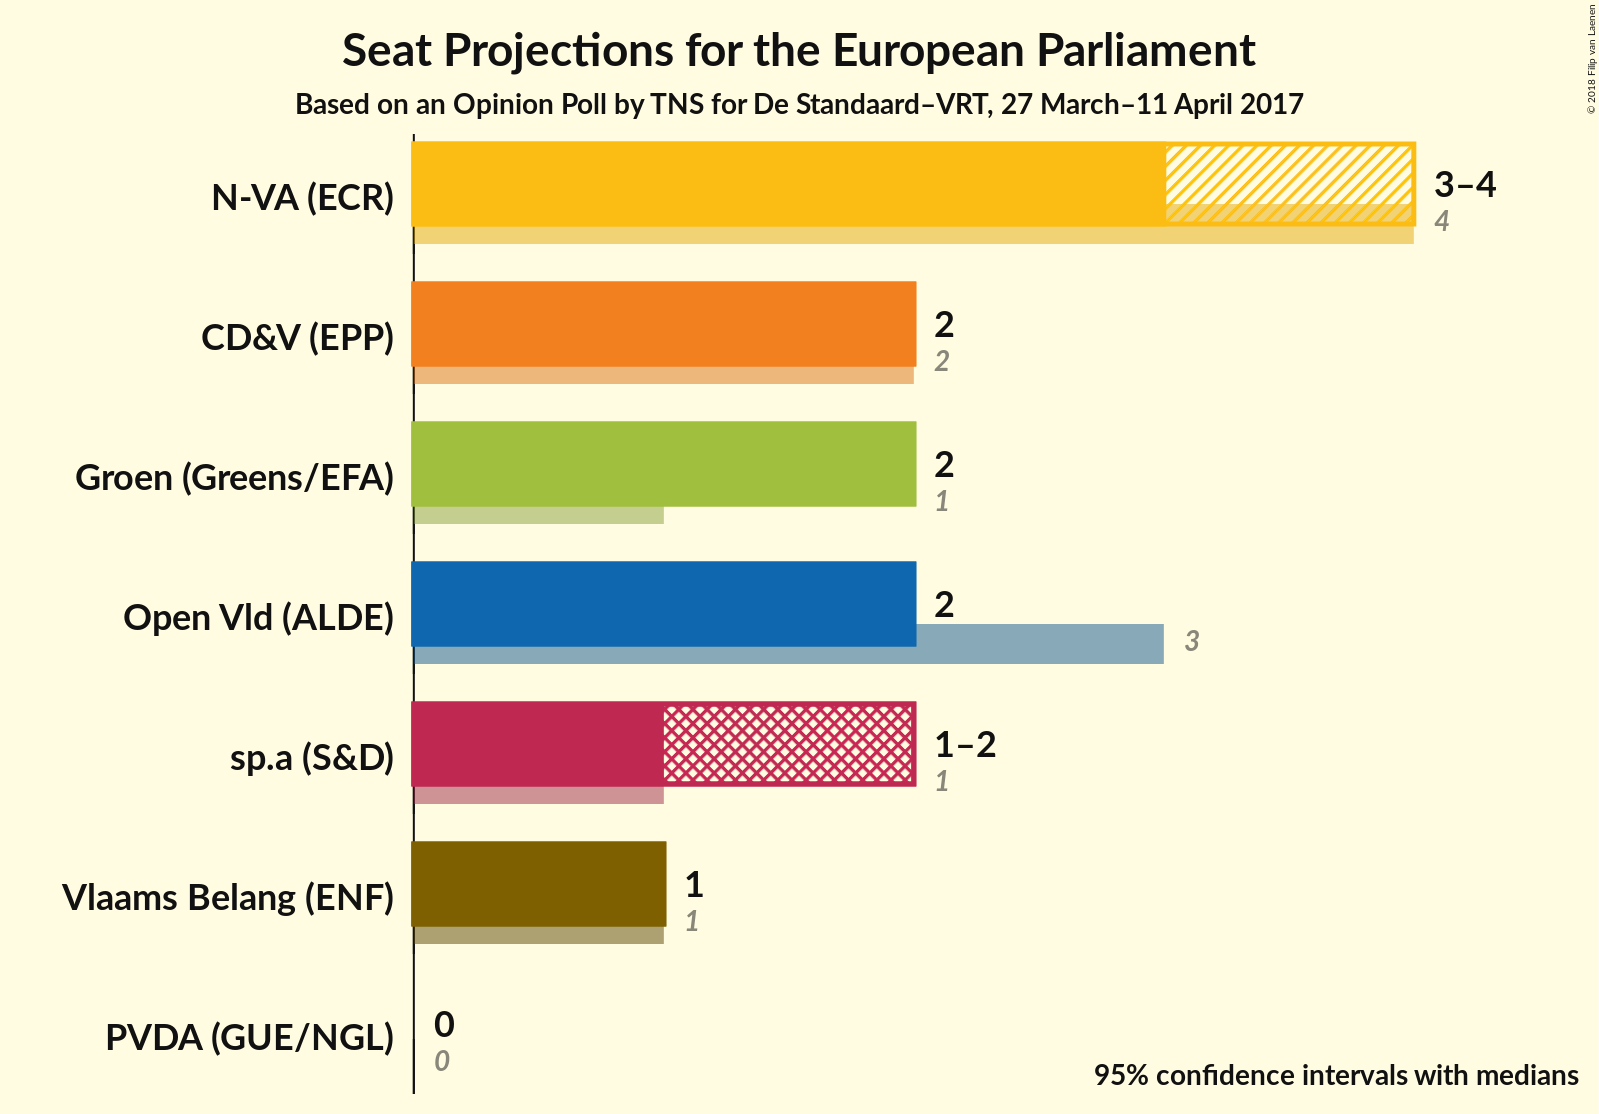 Seat Projections for the European Parliament
Based on an Opinion Poll by TNS for De Standaard–VRT, 27 March–11 April 2017
© 2018 Filip van Laenen
N-VA (ECR)
3–4
4
CD&V (EPP)
2
2
Groen (Greens/EFA)
2
1
Open Vld (ALDE)
2
3
sp.a (S&D)
1–2
1
Vlaams Belang (ENF)
1
1
PVDA (GUE/NGL)
0
0
95% confidence intervals with medians